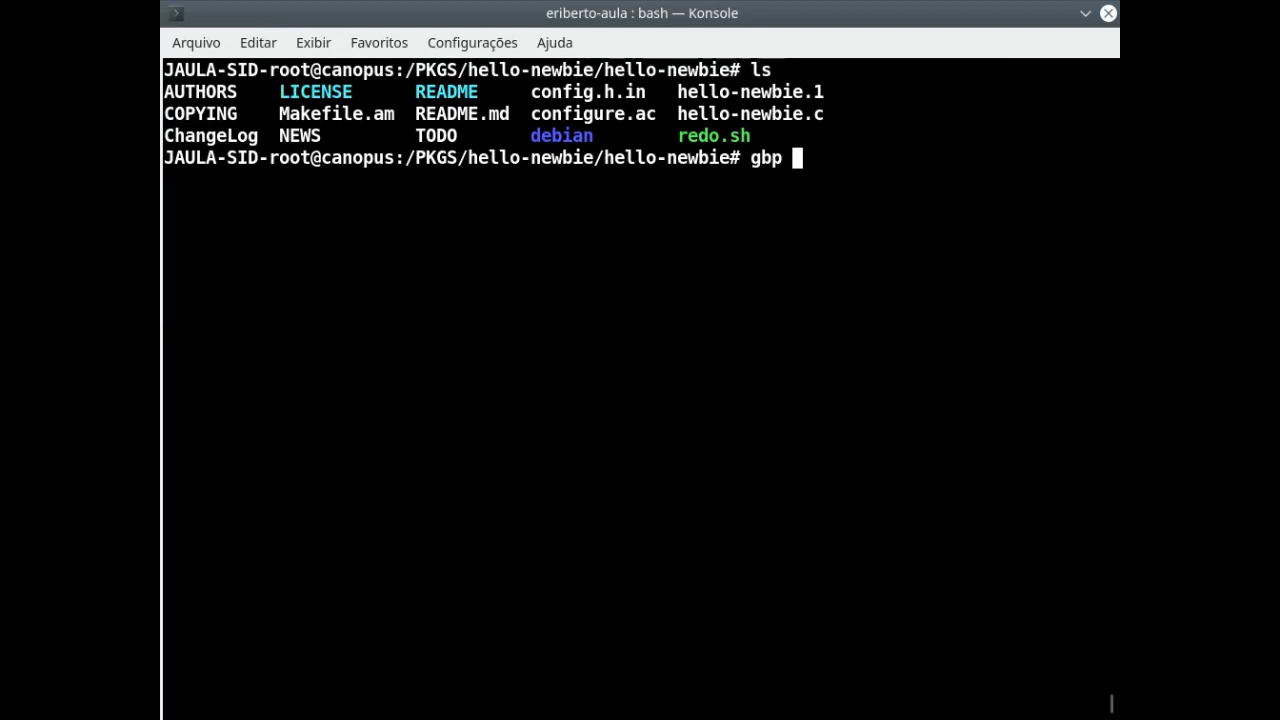 eriberto-aula : bash — Konsole
Arquivo Editar Exibir Favoritos Configurações Ajuda
JAULA-SID-root@canopus:/PKGS/hello-newbie/hello-newbie# ls
AUTHORS    LICENSE      README     config.h.in   hello-newbie.1
COPYING    Makefile.am  README.md  configure.ac  hello-newbie.c
ChangeLog  NEWS         TODO       debian        redo.sh
JAULA-SID-root@canopus:/PKGS/hello-newbie/hello-newbie# gbp